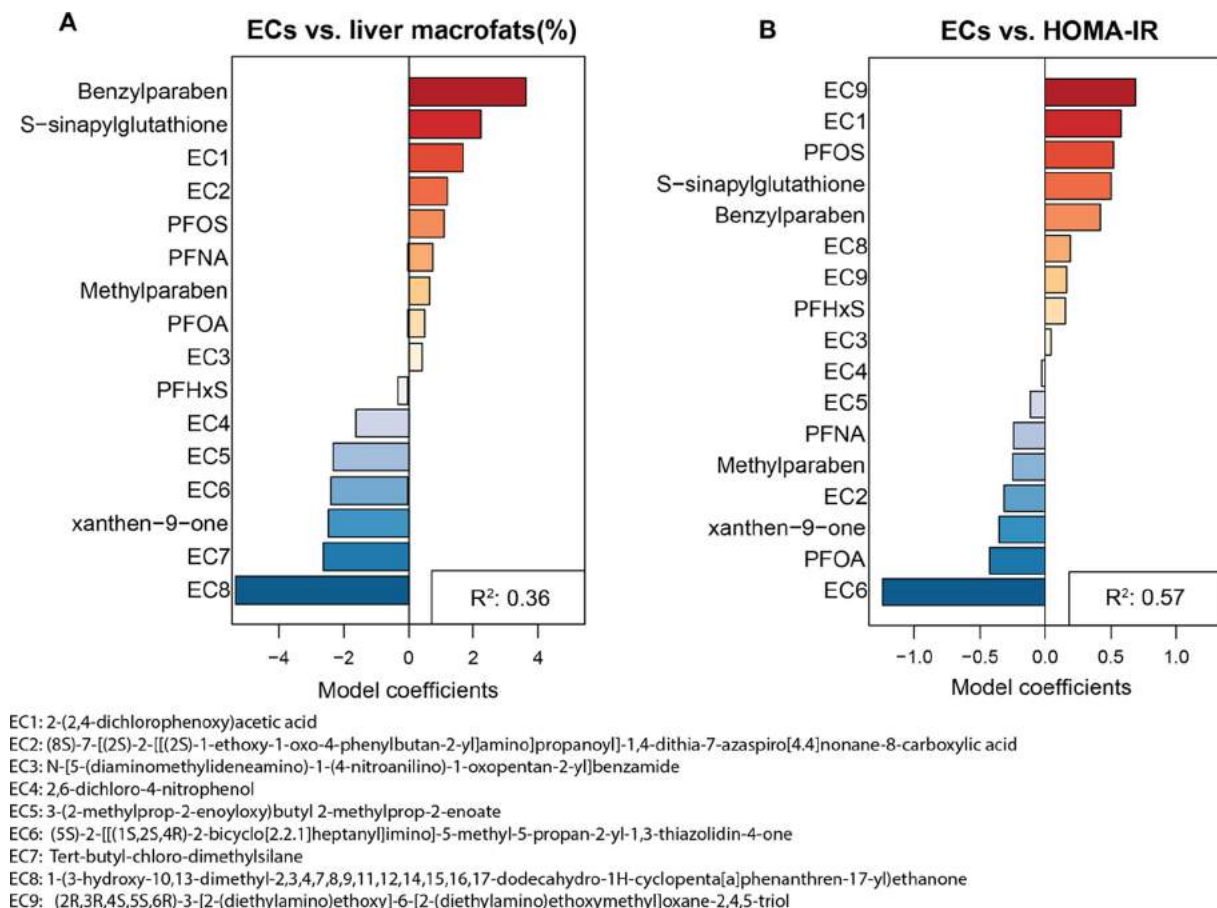 A
ECs vs. liver macrofats(%)
Benzylparaben
S−sinapylglutathione
EC1
EC2
PFOS
PFNA
Methylparaben
PFOA
EC3
PFHxS
EC4
EC5
EC6
xanthen−9−one
EC7
EC8
R²: 0.36
−4 −2 0 2 4
Model coefficients
B
ECs vs. HOMA-IR
EC9
EC1
PFOS
S−sinapylglutathione
Benzylparaben
EC8
EC9
PFHxS
EC3
EC4
EC5
PFNA
Methylparaben
EC2
xanthen−9−one
PFOA
EC6
R²: 0.57
−1.0 −0.5 0.0 0.5 1.0
Model coefficients
EC1: 2-(2,4-dichlorophenoxy)acetic acid
EC2: (8S)-7-[(2S)-2-[[(2S)-1-ethoxy-1-oxo-4-phenylbutan-2-yl]amino]propanoyl]-1,4-dithia-7-azaspiro[4.4]nonane-8-carboxylic acid
EC3: N-[5-(diaminomethylideneamino)-1-(4-nitroanilino)-1-oxopentan-2-yl]benzamide
EC4: 2,6-dichloro-4-nitrophenol
EC5: 3-(2-methylprop-2-enoyloxy)butyl 2-methylprop-2-enoate
EC6: (5S)-2-[[(1S,2S,4R)-2-bicyclo[2.2.1]heptanyl]imino]-5-methyl-5-propan-2-yl-1,3-thiazolidin-4-one
EC7: Tert-butyl-chloro-dimethylsilane
EC8: 1-(3-hydroxy-10,13-dimethyl-2,3,4,7,8,9,11,12,14,15,16,17-dodecahydro-1H-cyclopenta[a]phenanthren-17-yl)ethanone
EC9: (2R,3R,4S,5S,6R)-3-[2-(diethylamino)ethoxy]-6-[2-(diethylamino)ethoxymethyl]oxane-2,4,5-triol